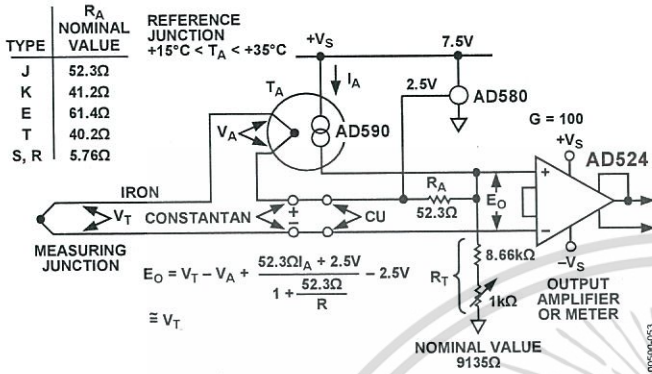 R_A
NOMINAL
TYPE VALUE
J 52.3Ω
K 41.2Ω
E 61.4Ω
T 40.2Ω
S, R 5.76Ω
REFERENCE
JUNCTION
+15°C < T_A < +35°C
+V_S
7.5V
I_A
2.5V
T_A
AD580
V_A
AD590
G = 100
+V_S
AD524
IRON
R_A
52.3Ω
E_O
+
–
V_T
CONSTANTAN
+
–
CU
MEASURING
JUNCTION
8.66kΩ
R_T
1kΩ
–V_S
OUTPUT
AMPLIFIER
OR METER
E_O = V_T – V_A + (52.3ΩI_A + 2.5V) / (1 + 52.3Ω/R) – 2.5V
≅ V_T
NOMINAL VALUE
9135Ω
00500-053